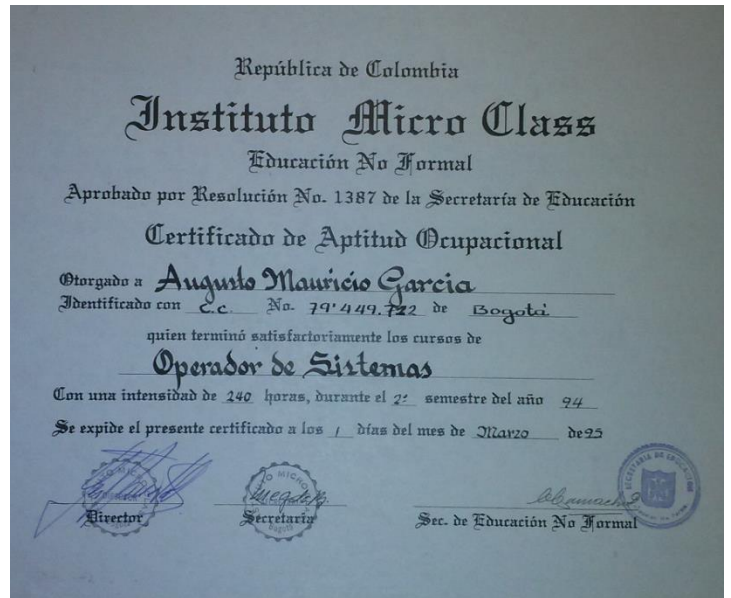 República de Colombia
Instituto Micro Class
Educación No Formal
Aprobado por Resolución No. 1387 de la Secretaría de Educación
Certificado de Aptitud Ocupacional
Otorgado a Augusto Mauricio Garcia
Identificado con C.C. No. 79'449.722 de Bogotá
quien terminó satisfactoriamente los cursos de
Operador de Sistemas
Con una intensidad de 240 horas, durante el 2º semestre del año 94
Se expide el presente certificado a los 1 días del mes de Marzo de 95
Director Secretaria Sec. de Educación No Formal
SECRETARIA DE EDUCACION